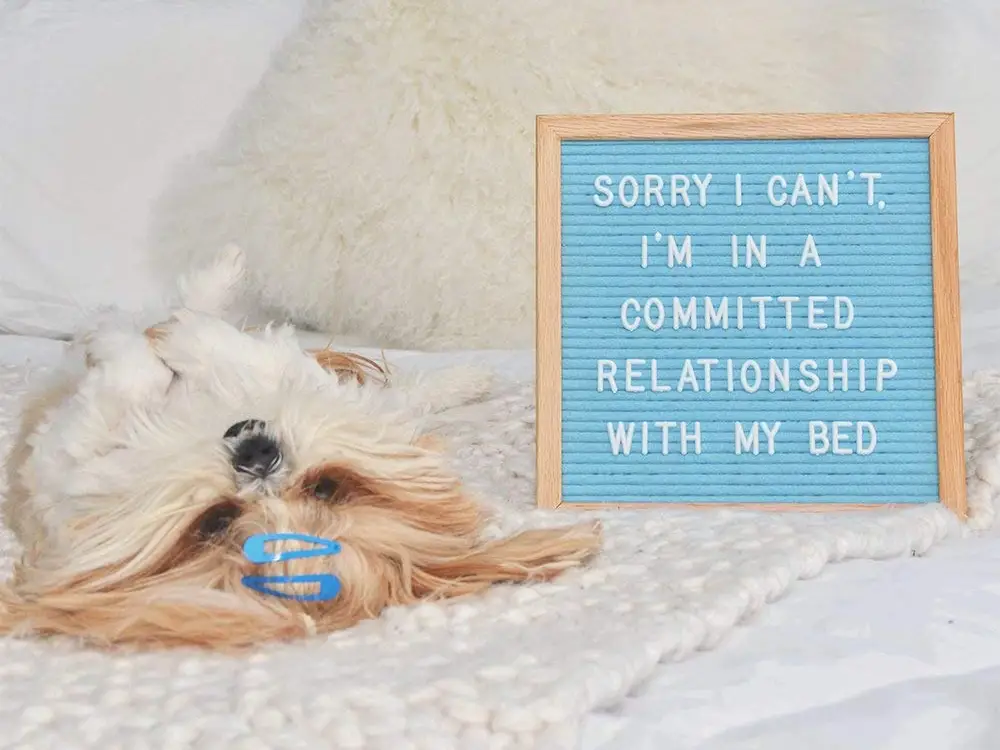 SORRY I CAN'T,
I'M IN A
COMMITTED
RELATIONSHIP
WITH MY BED